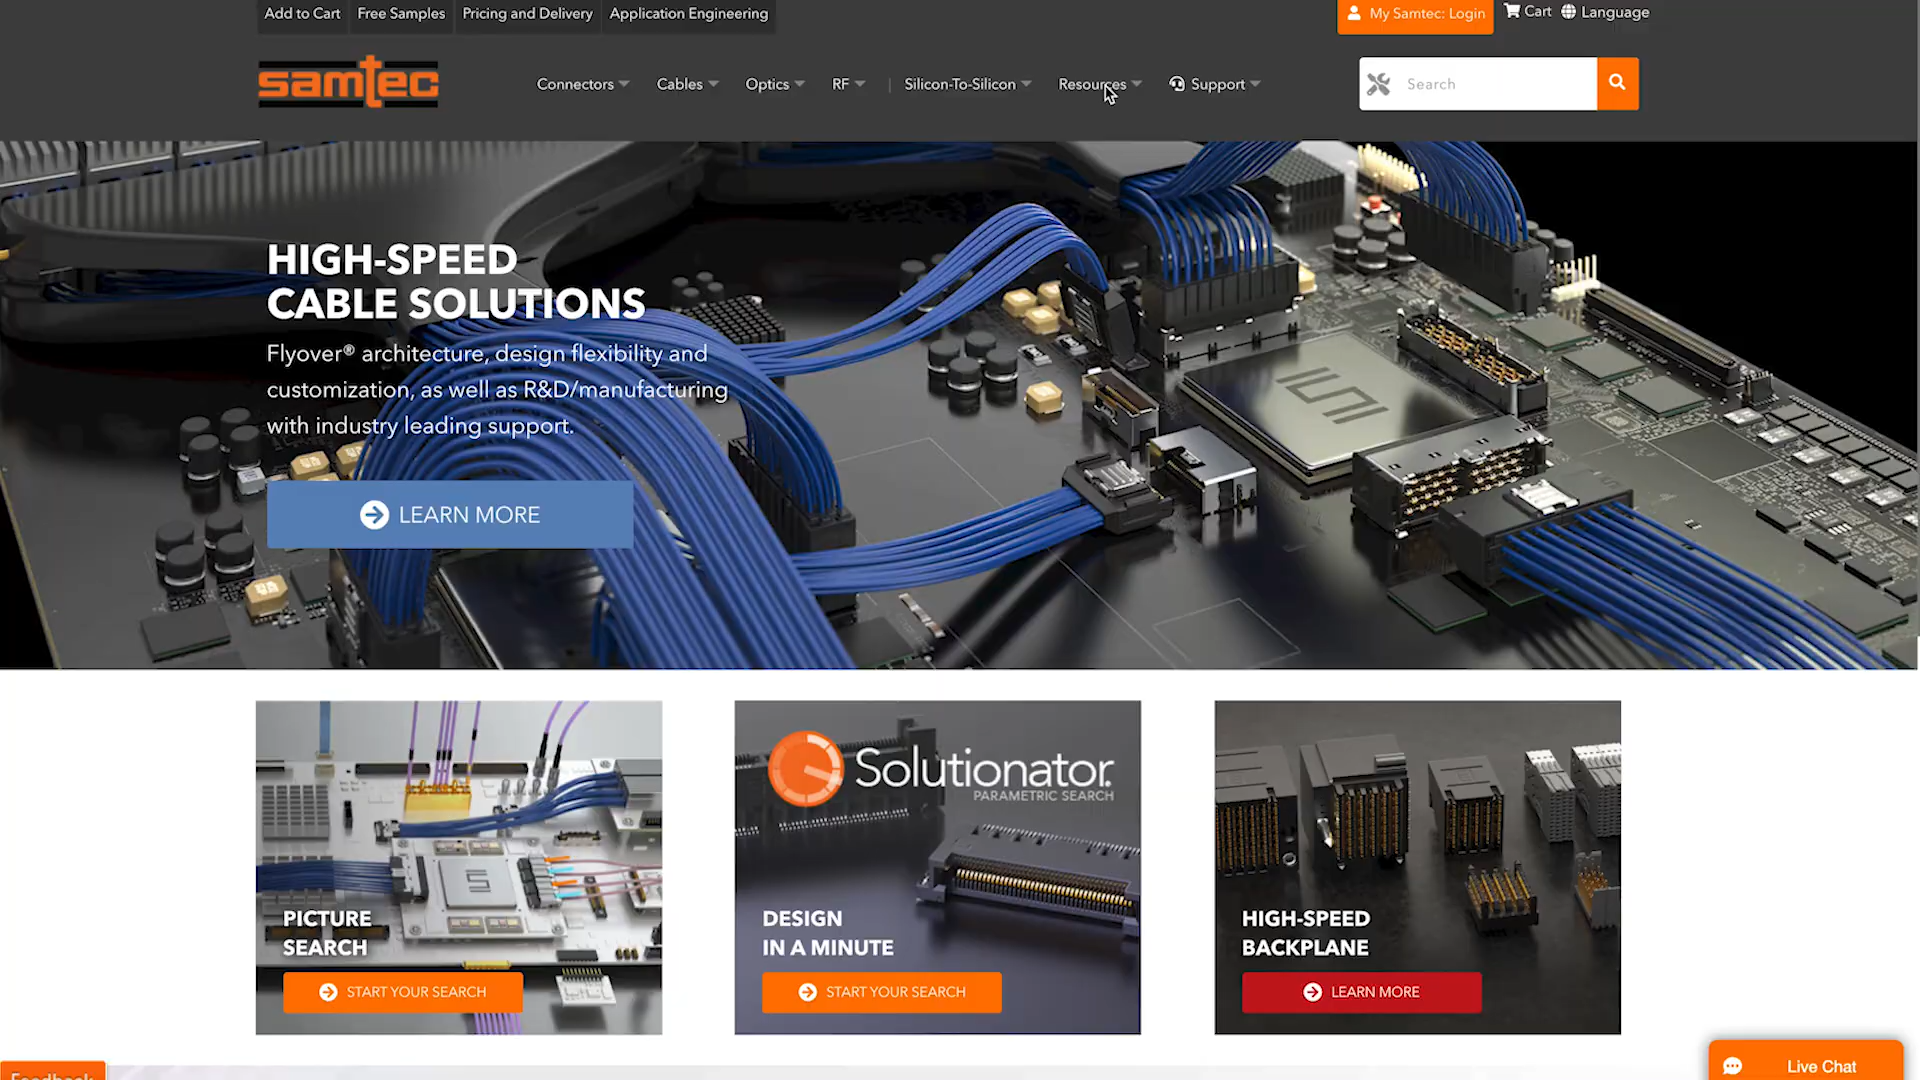 Add to Cart
Free Samples
Pricing and Delivery
Application Engineering
My Samtec: Login
Cart
Language
samtec
Connectors
Cables
Optics
RF
|
Silicon-To-Silicon
Resources
Support
Search
HIGH-SPEED
CABLE SOLUTIONS
Flyover® architecture, design flexibility and
customization, as well as R&D/manufacturing
with industry leading support.
LEARN MORE
PICTURE
SEARCH
START YOUR SEARCH
Solutionator.
PARAMETRIC SEARCH
DESIGN
IN A MINUTE
START YOUR SEARCH
HIGH-SPEED
BACKPLANE
LEARN MORE
Feedback
Live Chat